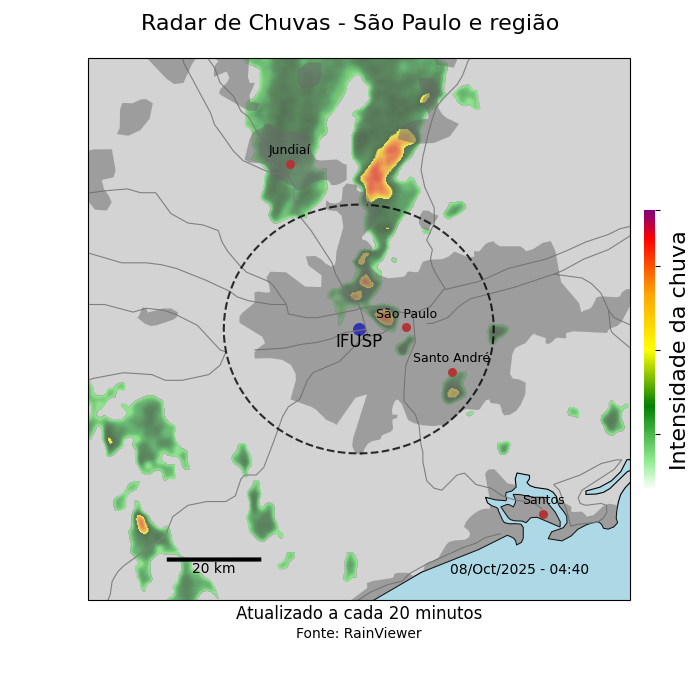 Radar de Chuvas - São Paulo e região
Jundiaí
São Paulo
IFUSP
Santo André
Santos
20 km
08/Oct/2025 - 04:40
Intensidade da chuva
Atualizado a cada 20 minutos
Fonte: RainViewer